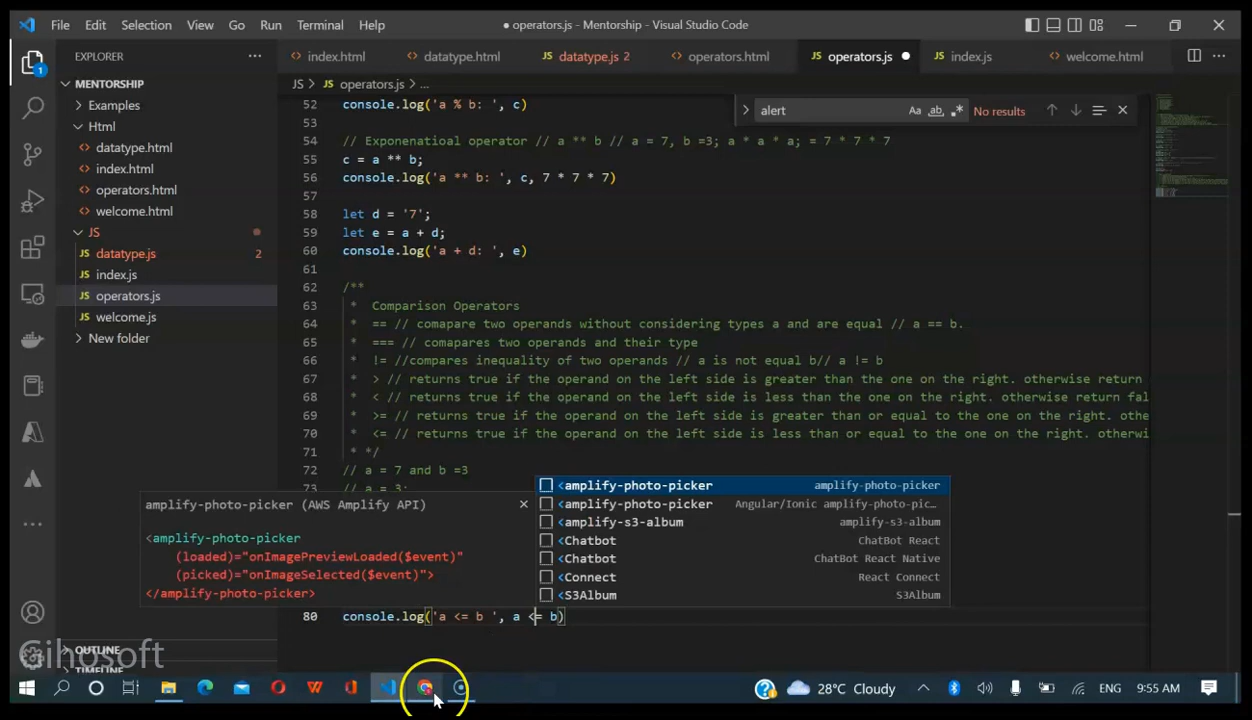 File Edit Selection View Go Run Terminal Help
● operators.js - Mentorship - Visual Studio Code
EXPLORER
index.html
datatype.html
datatype.js 2
operators.html
operators.js
index.js
welcome.html
MENTORSHIP
JS > operators.js > ...
Examples
Html
datatype.html
index.html
operators.html
welcome.html
JS
datatype.js 2
index.js
operators.js
welcome.js
New folder
1
alert
Aa ab
No results
52 console.log('a % b: ', c)
53
54 // Exponenatioal operator // a ** b // a = 7, b =3; a * a * a; = 7 * 7 * 7
55 c = a ** b;
56 console.log('a ** b: ', c, 7 * 7 * 7)
57
58 let d = '7';
59 let e = a + d;
60 console.log('a + d: ', e)
61
62 /**
63 * Comparison Operators
64 * == // comapare two operands without considering types a and are equal // a == b.
65 * === // comapares two operands and their type
66 * != //compares inequality of two operands // a is not equal b// a != b
67 * > // returns true if the operand on the left side is greater than the one on the right. otherwise return
68 * < // returns true if the operand on the left side is less than the one on the right. otherwise return fal
69 * >= // returns true if the operand on the left side is greater than or equal to the one on the right. othe
70 * <= // returns true if the operand on the left side is less than or equal to the one on the right. otherwi
71 * */
72 // a = 7 and b =3
73 // a = 3;
amplify-photo-picker (AWS Amplify API)
<amplify-photo-picker
(loaded)="onImagePreviewLoaded($event)"
(picked)="onImageSelected($event)">
</amplify-photo-picker>
<amplify-photo-picker amplify-photo-picker
<amplify-photo-picker Angular/Ionic amplify-photo-pic…
<amplify-s3-album amplify-s3-album
<Chatbot ChatBot React
<Chatbot ChatBot React Native
<Connect React Connect
<S3Album S3Album
80 console.log('a <= b ', a <= b)
OUTLINE
TIMELINE
Gihosoft
28°C Cloudy
ENG
9:55 AM